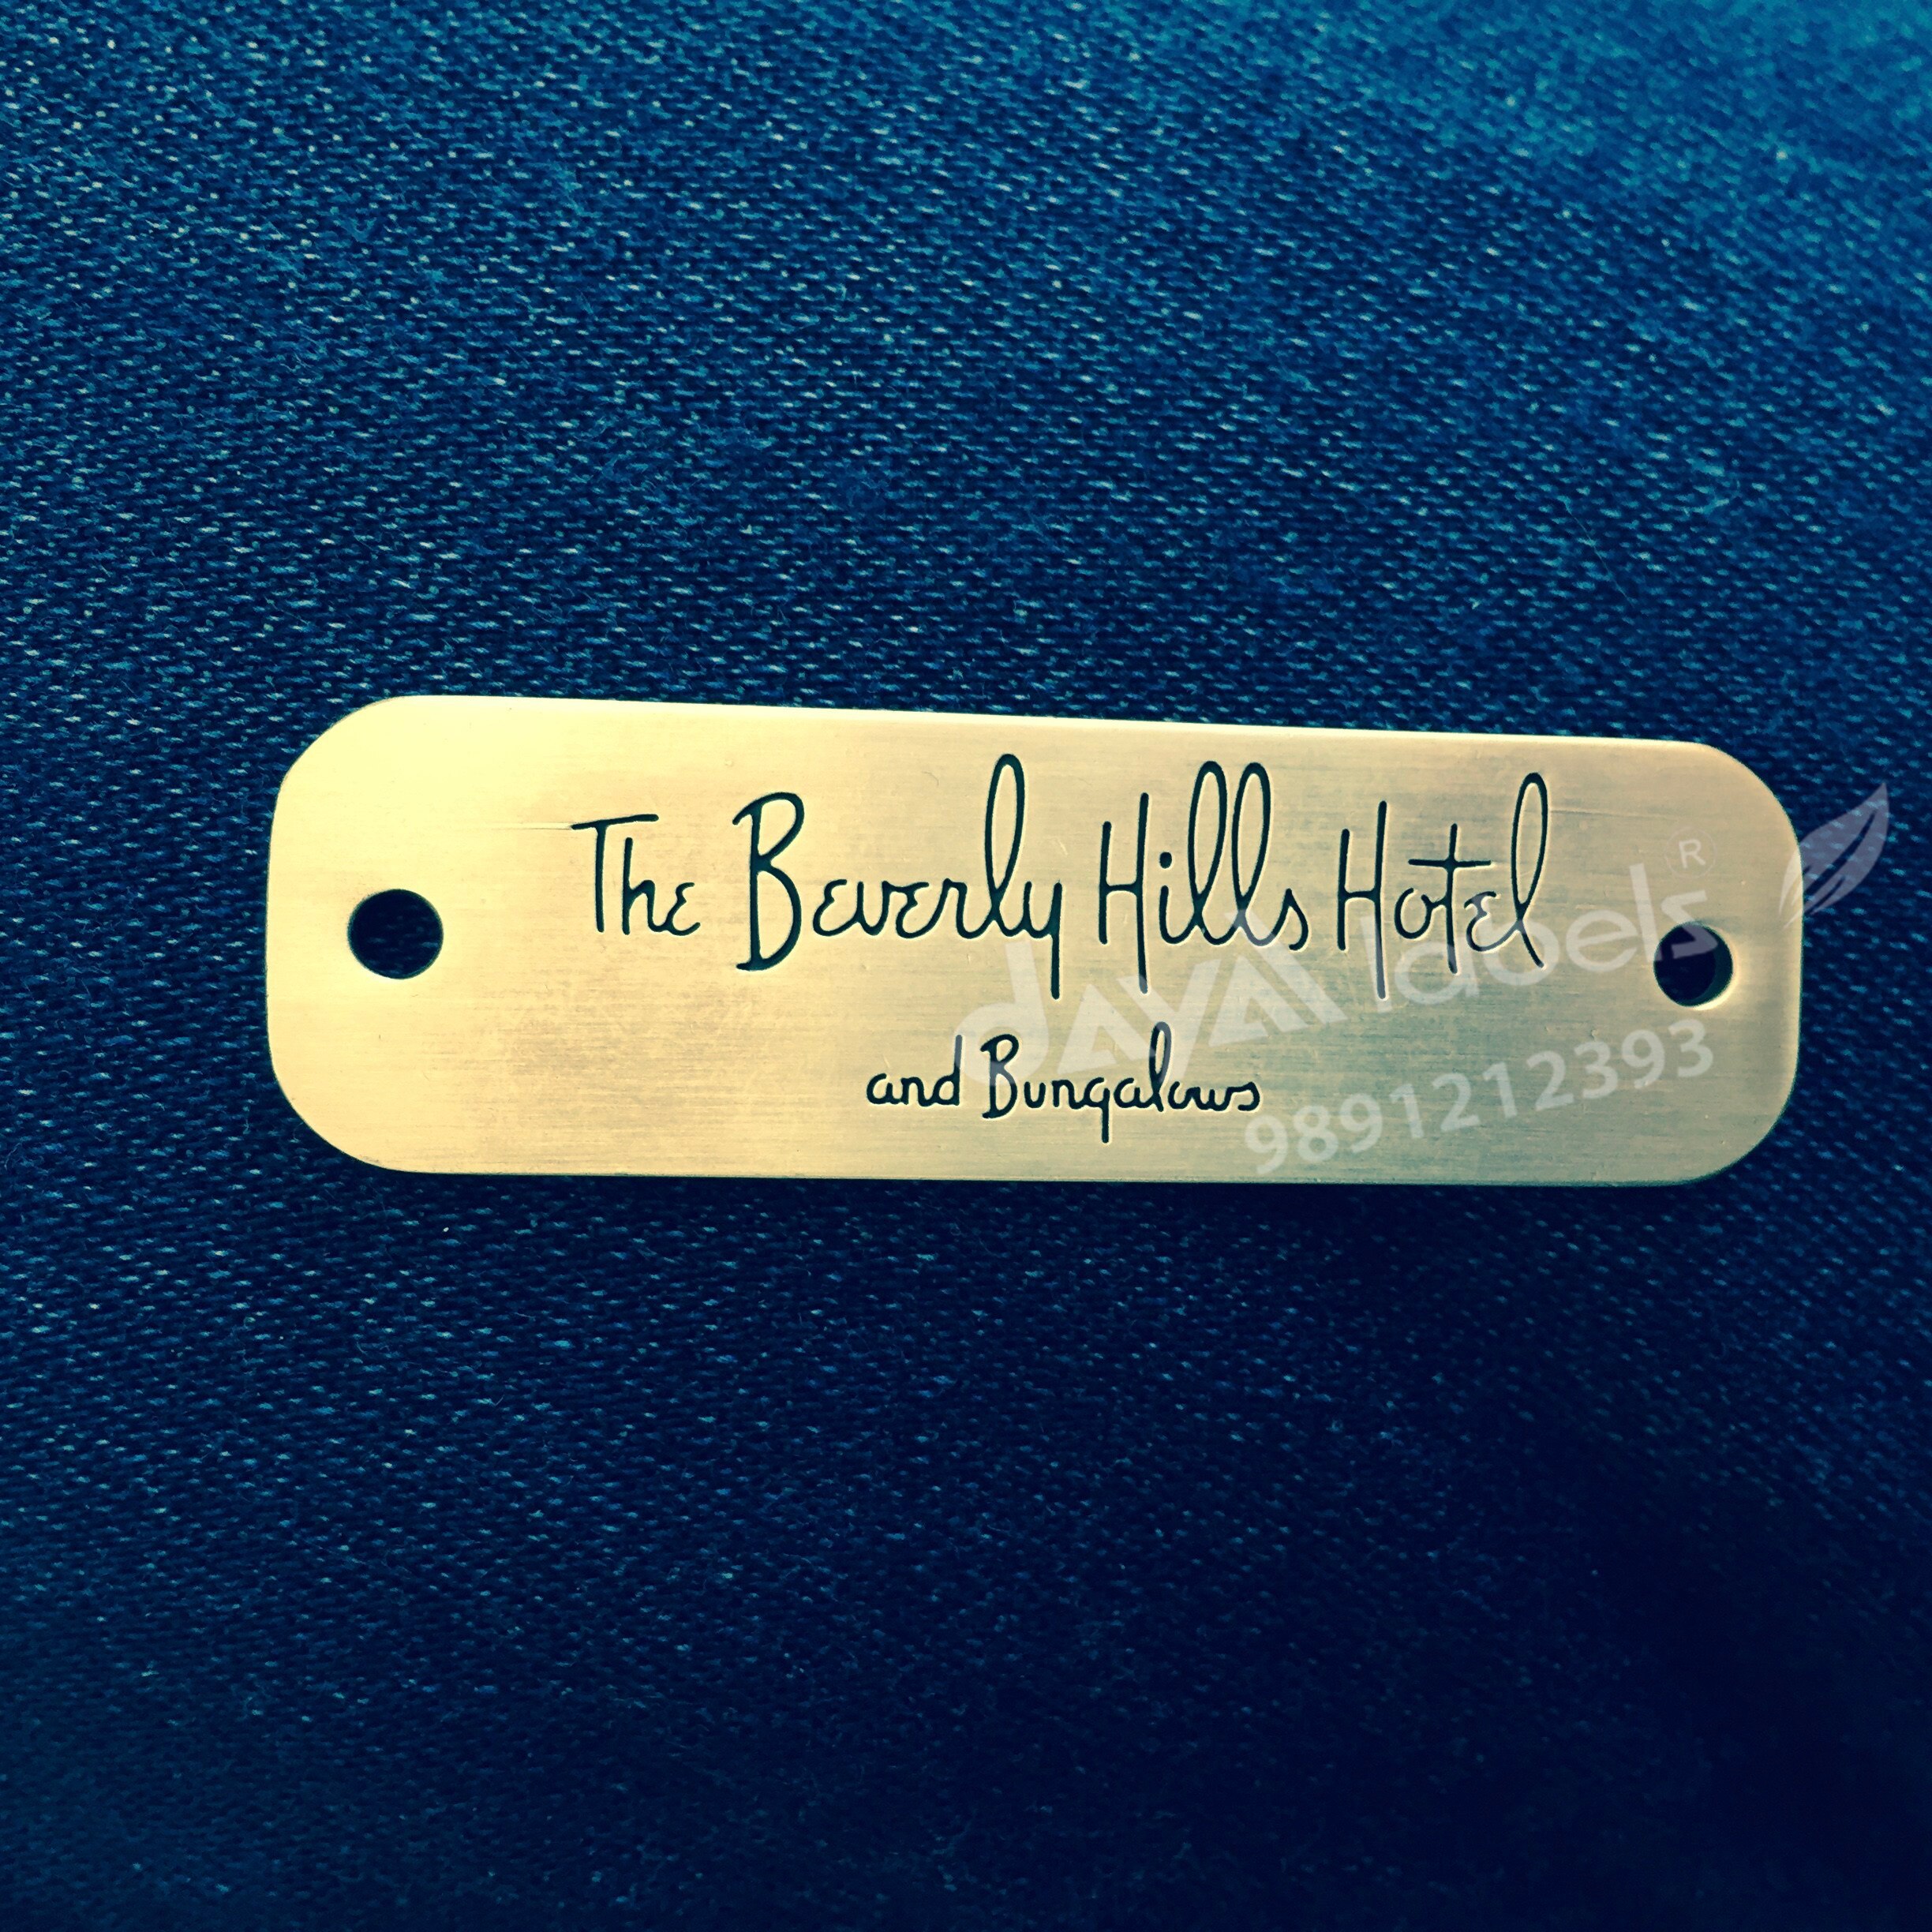 The Beverly Hills Hotel
and Bungalows
dayal labels®
9891212393